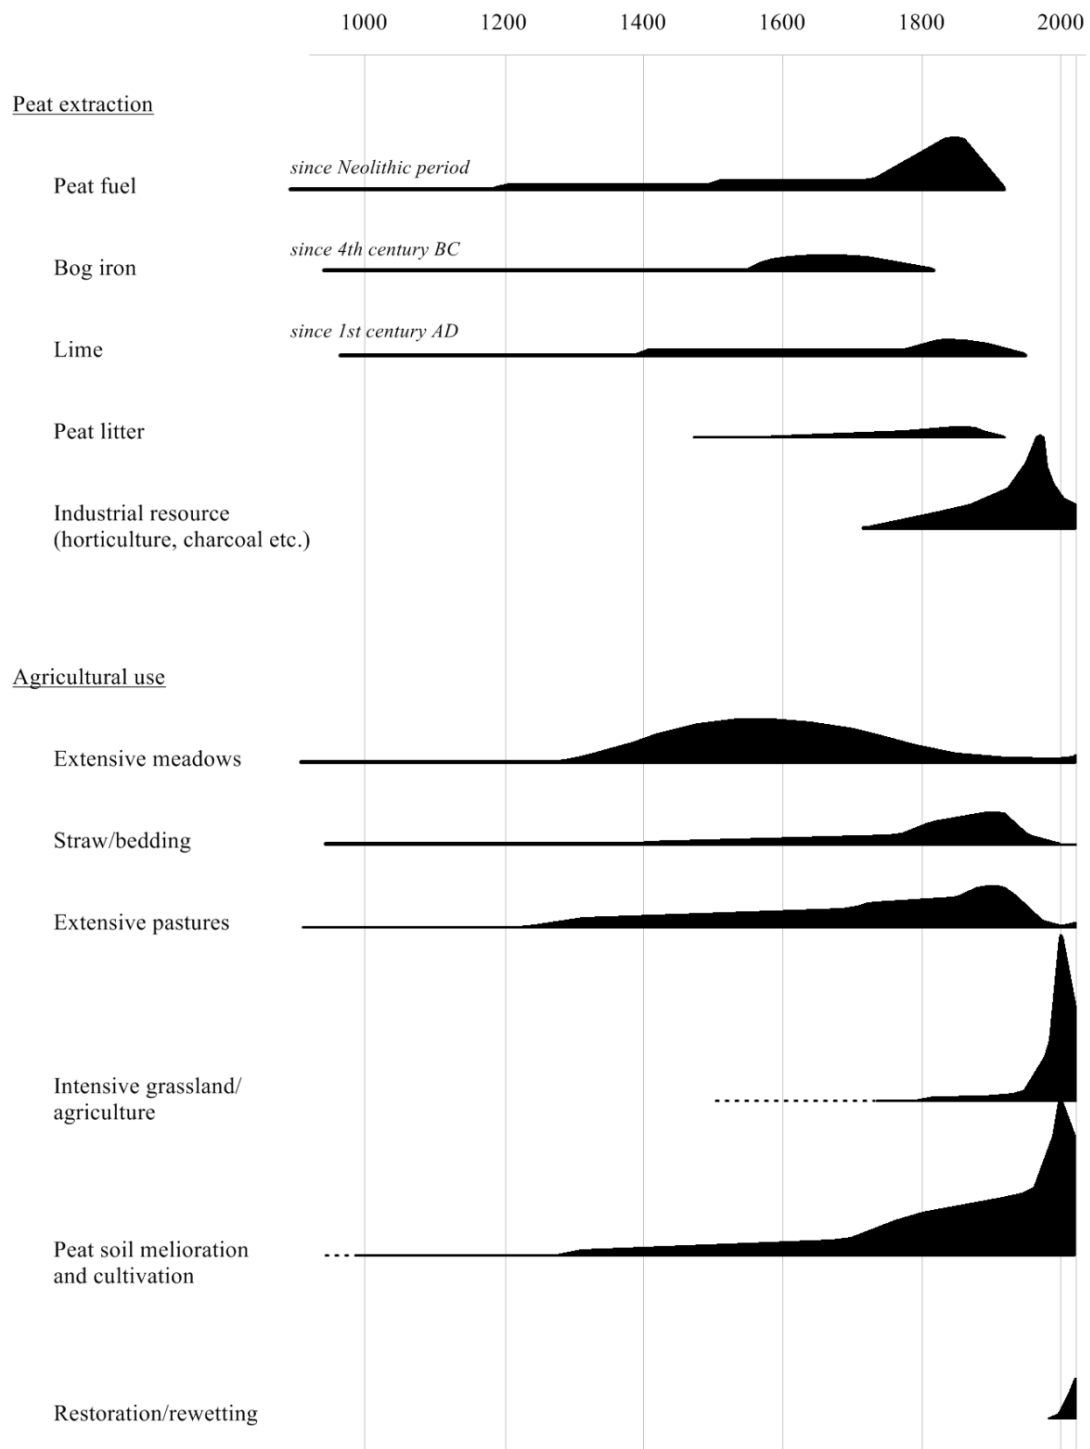 1000 1200 1400 1600 1800 2000
Peat extraction
since Neolithic period
Peat fuel
since 4th century BC
Bog iron
since 1st century AD
Lime
Peat litter
Industrial resource
(horticulture, charcoal etc.)
Agricultural use
Extensive meadows
Straw/bedding
Extensive pastures
Intensive grassland/
agriculture
Peat soil melioration
and cultivation
Restoration/rewetting